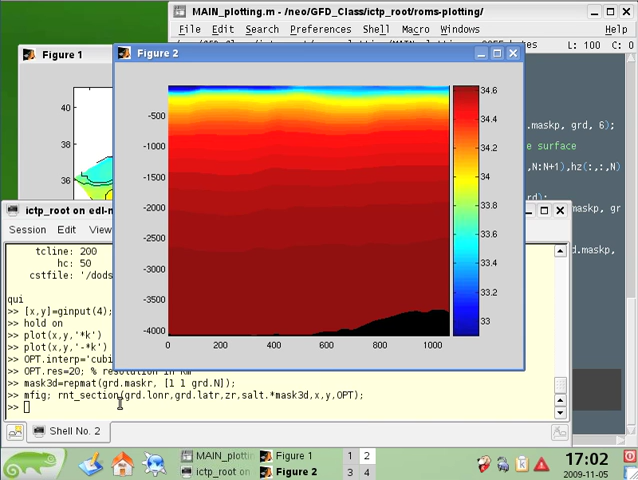 MAIN_plotting.m - /neo/GFD_Class/ictp_root/roms-plotting/
File Edit Search Preferences Shell Macro Windows Help
L: 100 C: 0
Figure 1
Figure 2
41
38
36
-500
-1000
-1500
-2000
-2500
-3000
-3500
-4000
0 200 400 600 800 1000
34.6
34.4
34.2
34
33.8
33.6
33.4
33.2
33
.maskp, grd, 6);
e surface
,N:N+1),hz(:,:,N)
rd);
maskp, gr
d.maskp,
ictp_root on edl-n
Session Edit View
tcline: 200
hc: 50
cstfile: '/dods
qui
>> [x,y]=ginput(4);
>> hold on
>> plot(x,y,'*k')
>> plot(x,y,'-*k')
>> OPT.interp='cubi
>> OPT.res=20; % resolution in Km
>> mask3d=repmat(grd.maskr, [1 1 grd.N]);
>> mfig; rnt_section(grd.lonr,grd.latr,zr,salt.*mask3d,x,y,OPT);
>>
Shell No. 2
MAIN_plottin
Figure 1
ictp_root on
Figure 2
1 2
3 4
17:02
2009-11-05